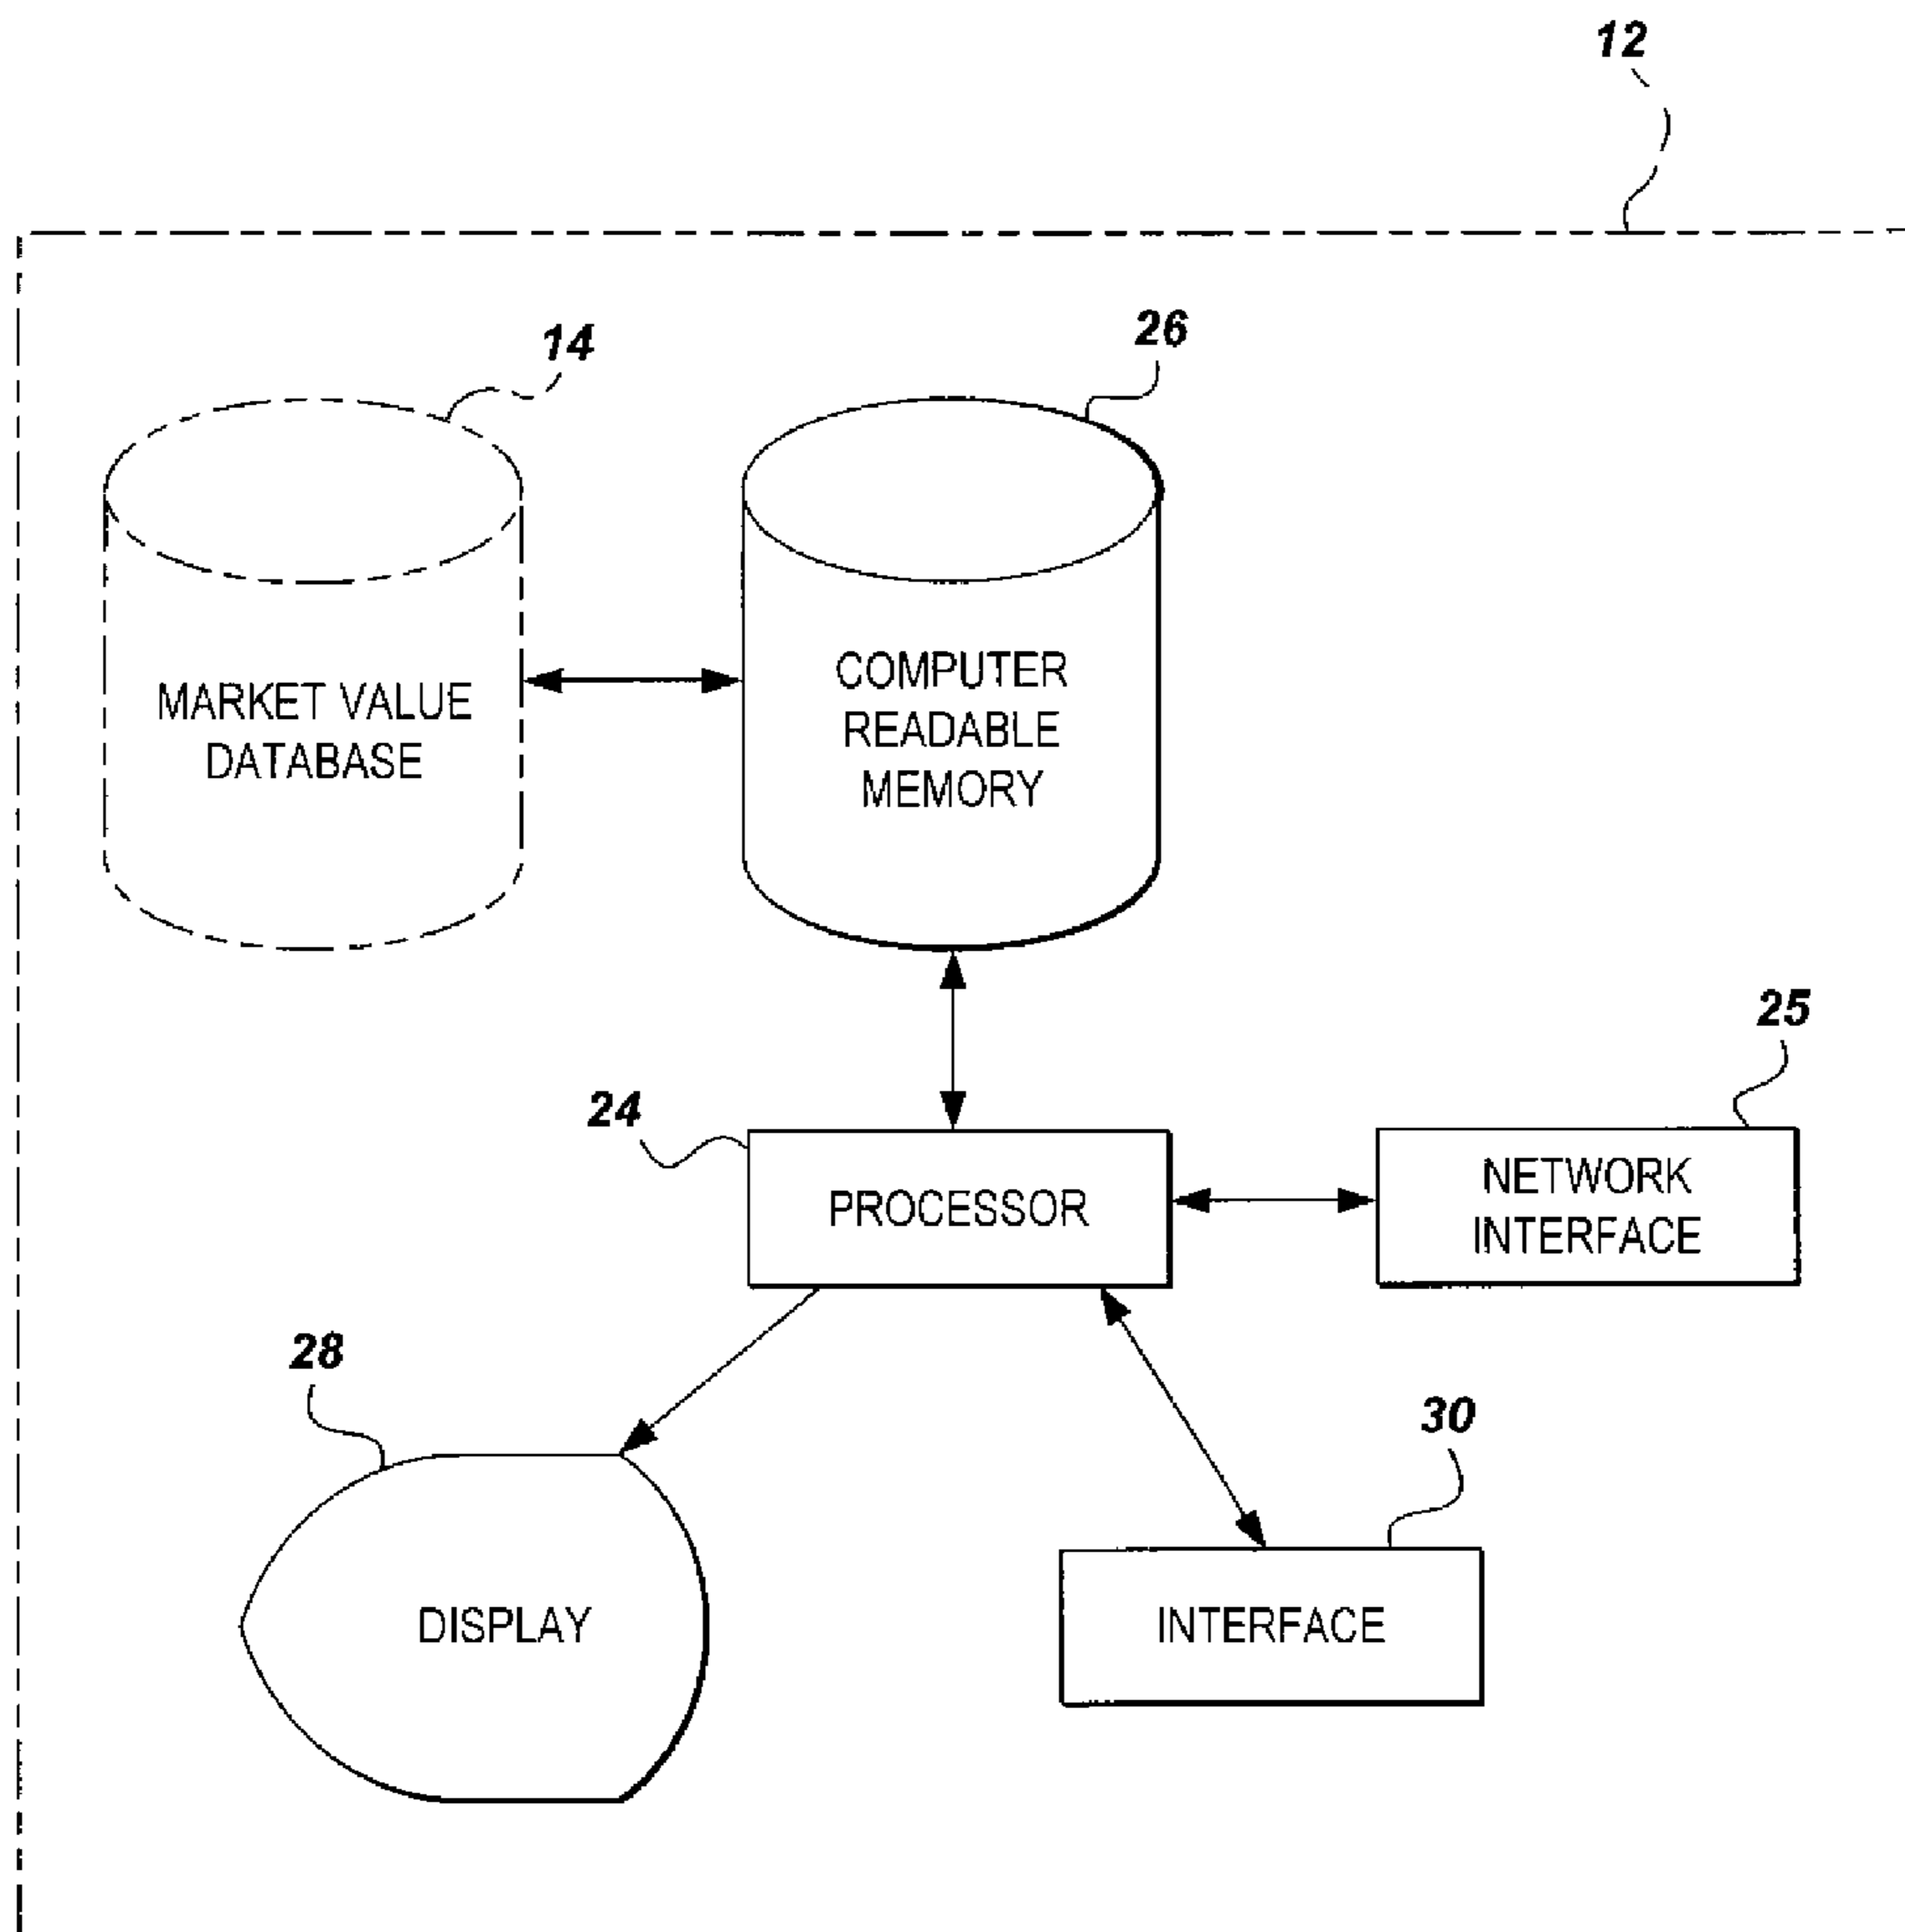 12
14
26
MARKET VALUE
DATABASE
COMPUTER
READABLE
MEMORY
25
24
PROCESSOR
NETWORK
INTERFACE
28
30
DISPLAY
INTERFACE